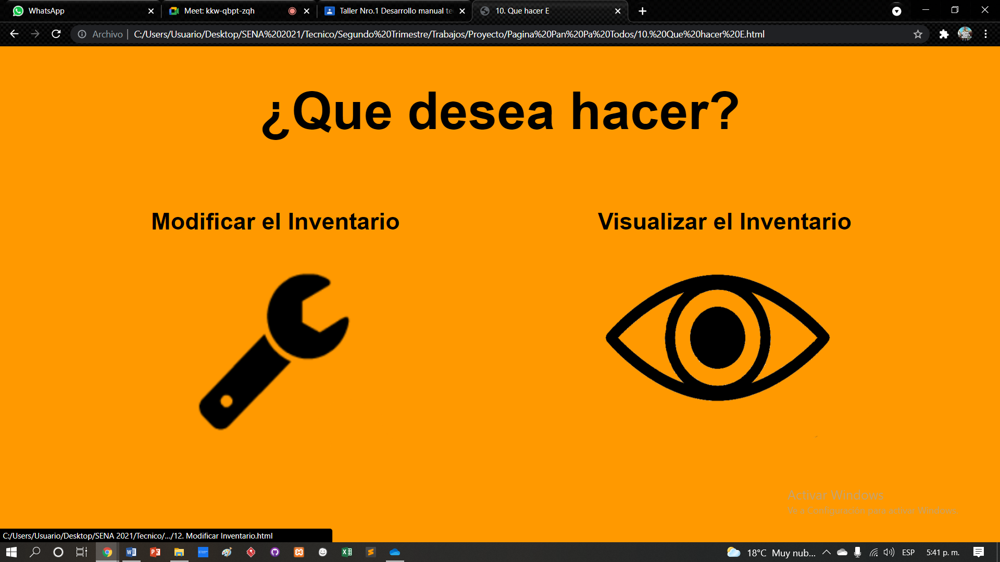 WhatsApp
Meet: kkw-qbpt-zqh
Taller Nro.1 Desarrollo manual te
10. Que hacer E
Archivo
C:/Users/Usuario/Desktop/SENA%202021/Tecnico/Segundo%20Trimestre/Trabajos/Proyecto/Pagina%20Pan%20Pa%20Todos/10.%20Que%20hacer%20E.html
¿Que desea hacer?
Modificar el Inventario
Visualizar el Inventario
Activar Windows
Ve a Configuración para activar Windows.
C:/Users/Usuario/Desktop/SENA 2021/Tecnico/.../12. Modificar Inventario.html
18°C Muy nub...
ESP
5:41 p. m.